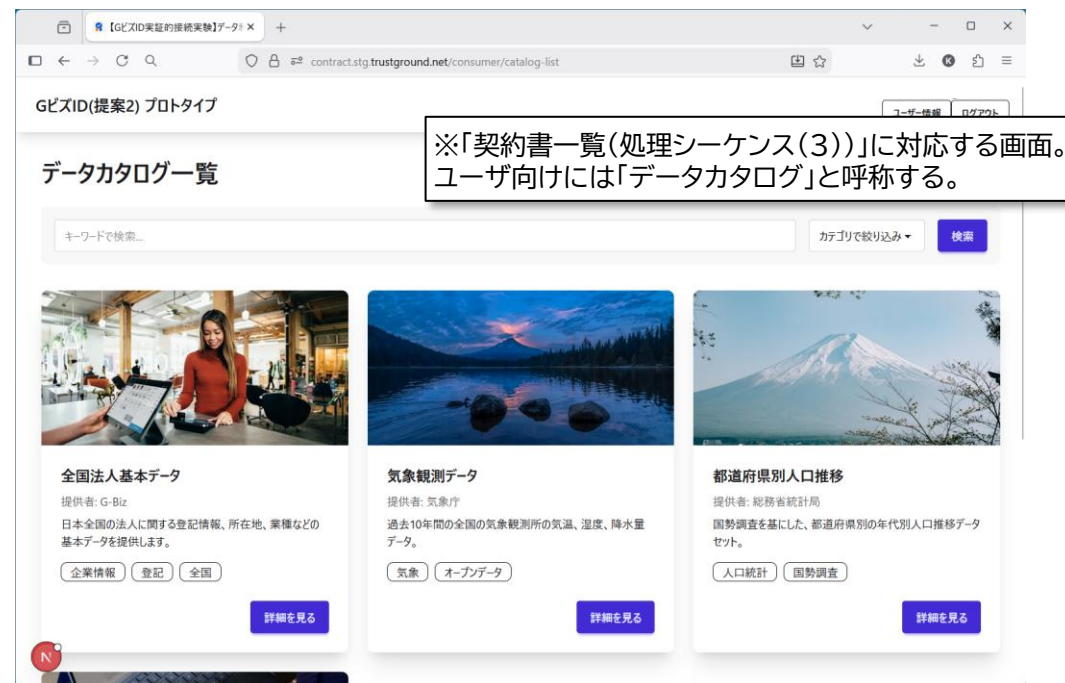 【GビズID実証的接続実験】データ
contract.stg.trustground.net/consumer/catalog-list
K
GビズID(提案2) プロトタイプ
ユーザー情報
ログアウト
※「契約書一覧(処理シーケンス(3))」に対応する画面。
ユーザ向けには「データカタログ」と呼称する。
データカタログ一覧
キーワードで検索...
カテゴリで絞り込み
検索
全国法人基本データ
提供者: G-Biz
日本全国の法人に関する登記情報、所在地、業種などの
基本データを提供します。
企業情報 登記 全国
詳細を見る
気象観測データ
提供者: 気象庁
過去10年間の全国の気象観測所の気温、湿度、降水量
データ。
気象 オープンデータ
詳細を見る
都道府県別人口推移
提供者: 総務省統計局
国勢調査を基にした、都道府県別の年代別人口推移データ
セット。
人口統計 国勢調査
詳細を見る
N